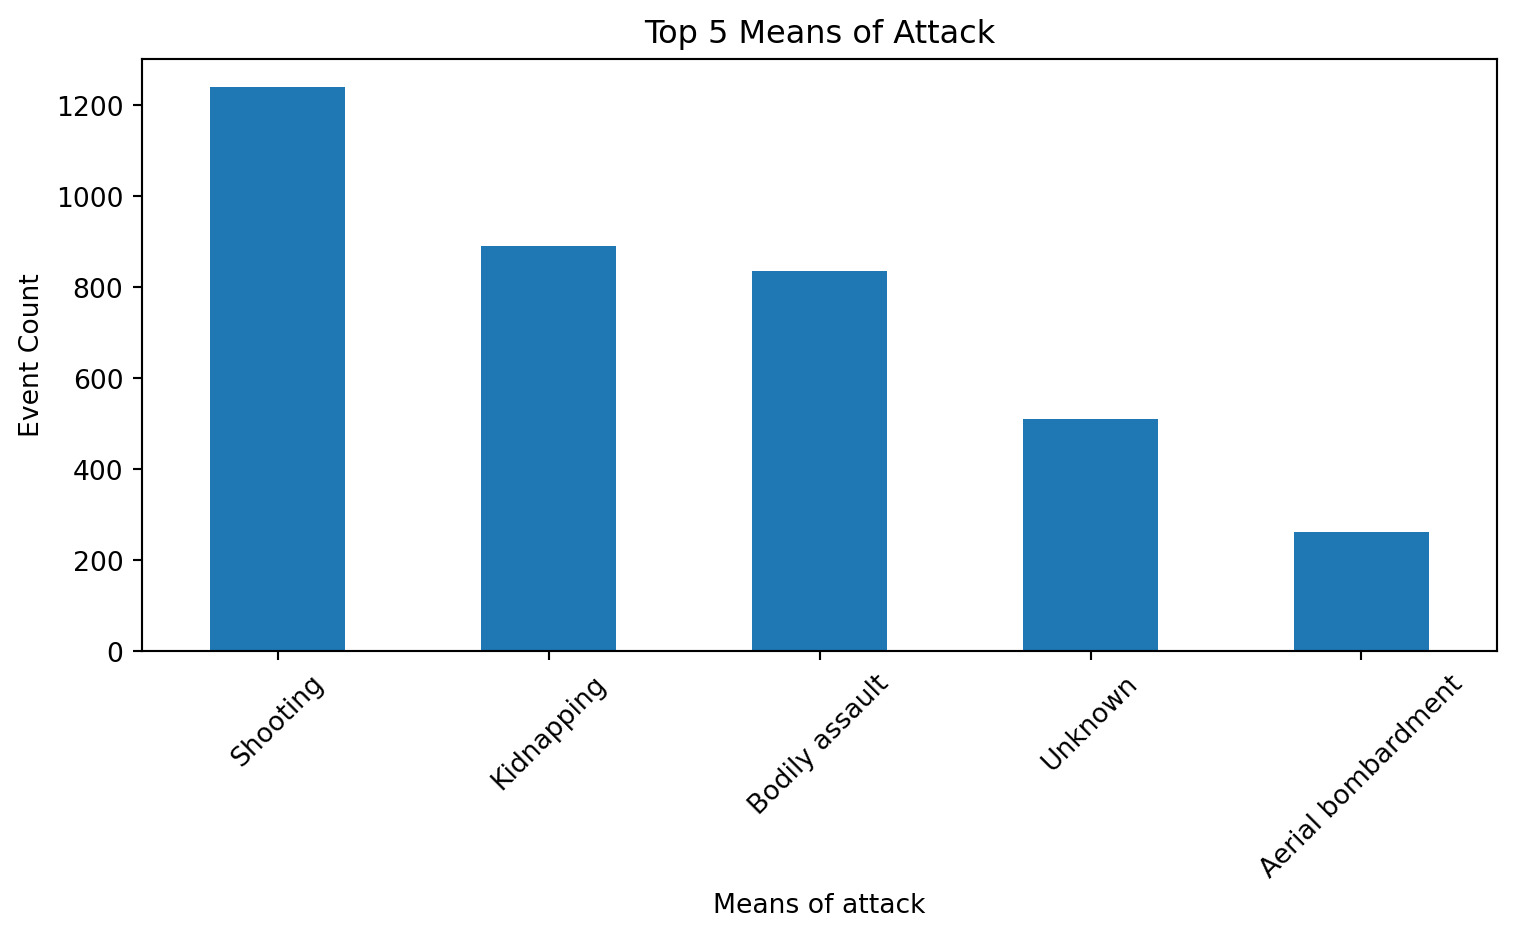 Top 5 Means of Attack
Event Count
1200
1000
800
600
400
200
0
Shooting
Kidnapping
Bodily assault
Unknown
Aerial bombardment
Means of attack